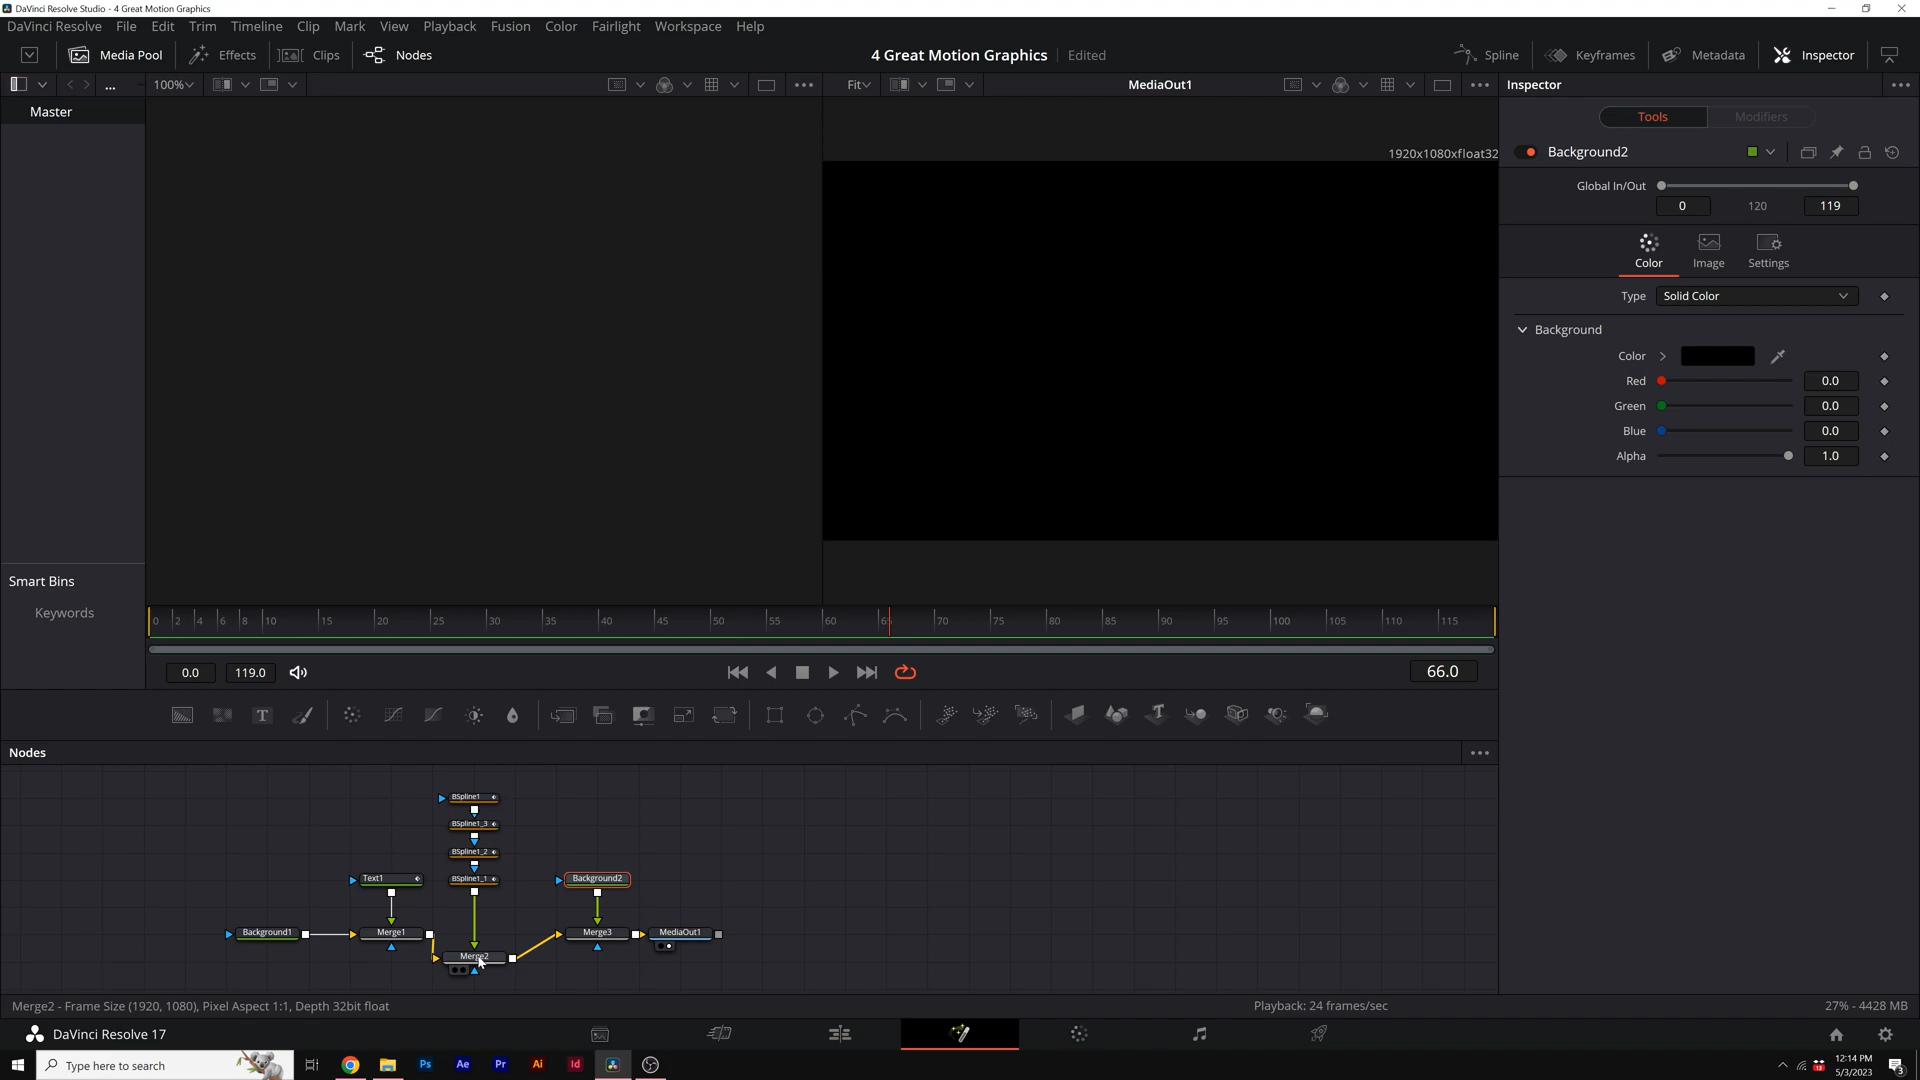 DaVinci Resolve Studio - 4 Great Motion Graphics
DaVinci Resolve File Edit Trim Timeline Clip Mark View Playback Fusion Color Fairlight Workspace Help
Media Pool Effects Clips Nodes 4 Great Motion Graphics Edited Spline Keyframes Metadata Inspector
... 100% Fit MediaOut1 Inspector
Master
Tools Modifiers
1920x1080xfloat32
Background2
Global In/Out
0 120 119
Color Image Settings
Type Solid Color
Background
Color
Red 0.0
Green 0.0
Blue 0.0
Alpha 1.0
Smart Bins
Keywords
0 2 4 6 8 10 15 20 25 30 35 40 45 50 55 60 65 70 75 80 85 90 95 100 105 110 115
0.0 119.0 66.0
Nodes
BSpline1
BSpline1_3
BSpline1_2
Text1 BSpline1_1 Background2
Background1 Merge1 Merge3 MediaOut1
Merge2
Merge2 - Frame Size (1920, 1080), Pixel Aspect 1:1, Depth 32bit float Playback: 24 frames/sec 27% - 4428 MB
DaVinci Resolve 17
Type here to search Ps Ae Pr Ai Id 12:14 PM
5/3/2023 3